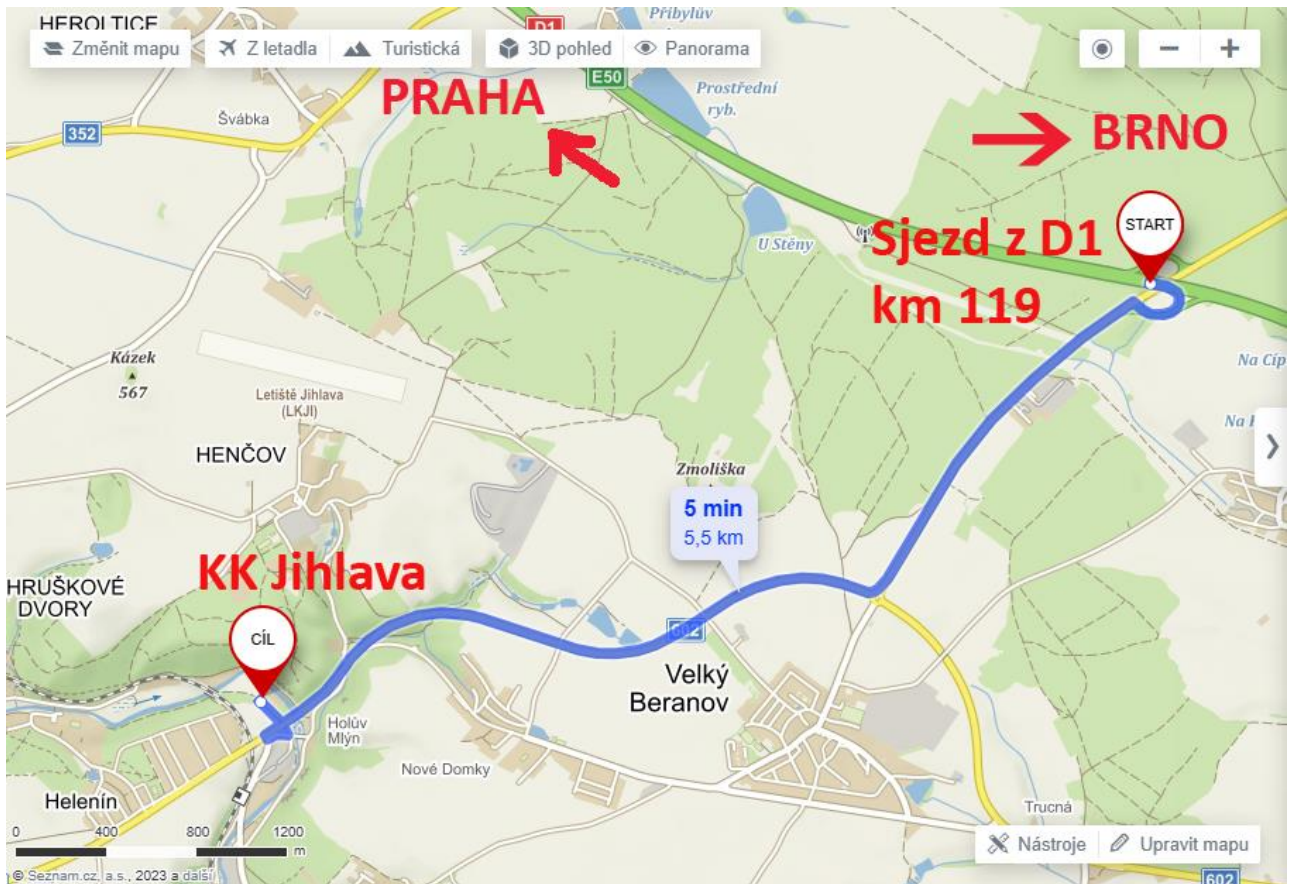 HEROLTICE
D1
Přibylův
Změnit mapu
Z letadla
Turistická
3D pohled
Panorama
E50
PRAHA
Prostřední
ryb.
352
Švábka
BRNO
START
Sjezd z D1
km 119
U Stěny
Kázek
567
Na Cíp
Letiště Jihlava
(LKJI)
HENČOV
Zmoliška
5 min
5,5 km
KK Jihlava
HRUŠKOVÉ
DVORY
CÍL
602
Velký
Beranov
Holův
Mlýn
Nové Domky
Helenín
Trucná
0 400 800 1200
m
Nástroje
Upravit mapu
© Seznam.cz, a.s., 2023 a další
602